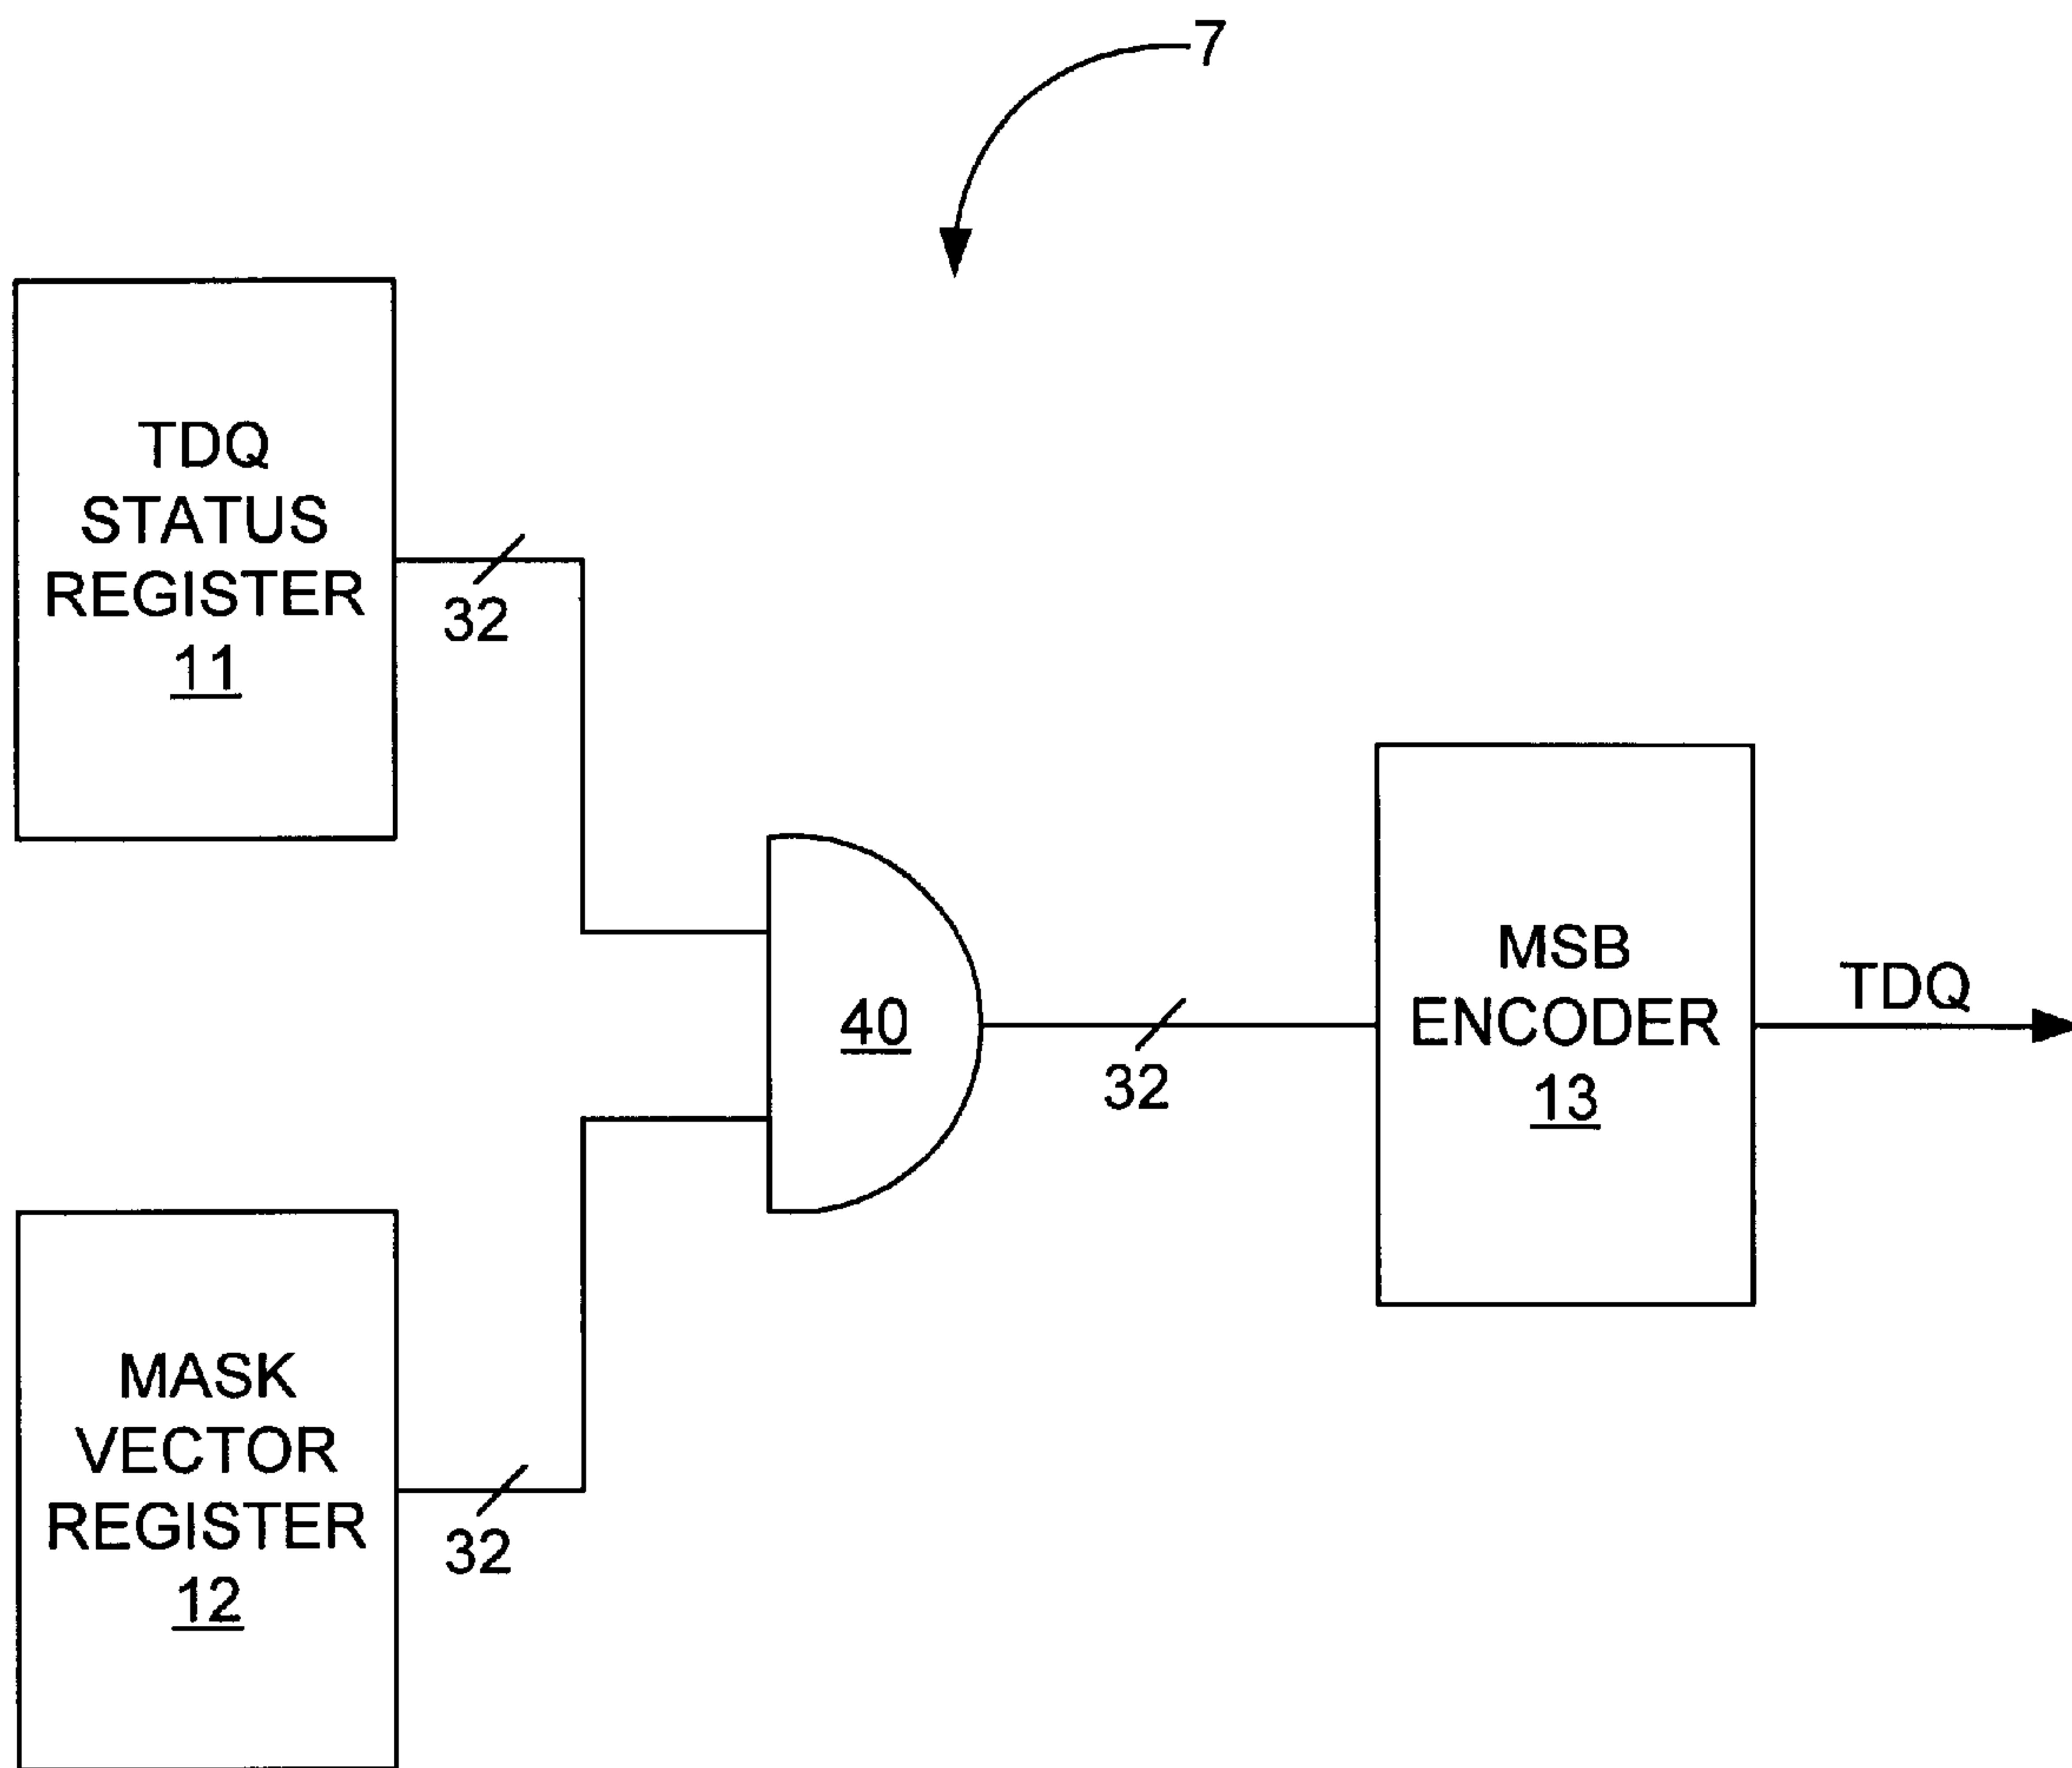 7
TDQ
STATUS
REGISTER
11
32
40
32
MSB
ENCODER
13
TDQ
MASK
VECTOR
REGISTER
12
32